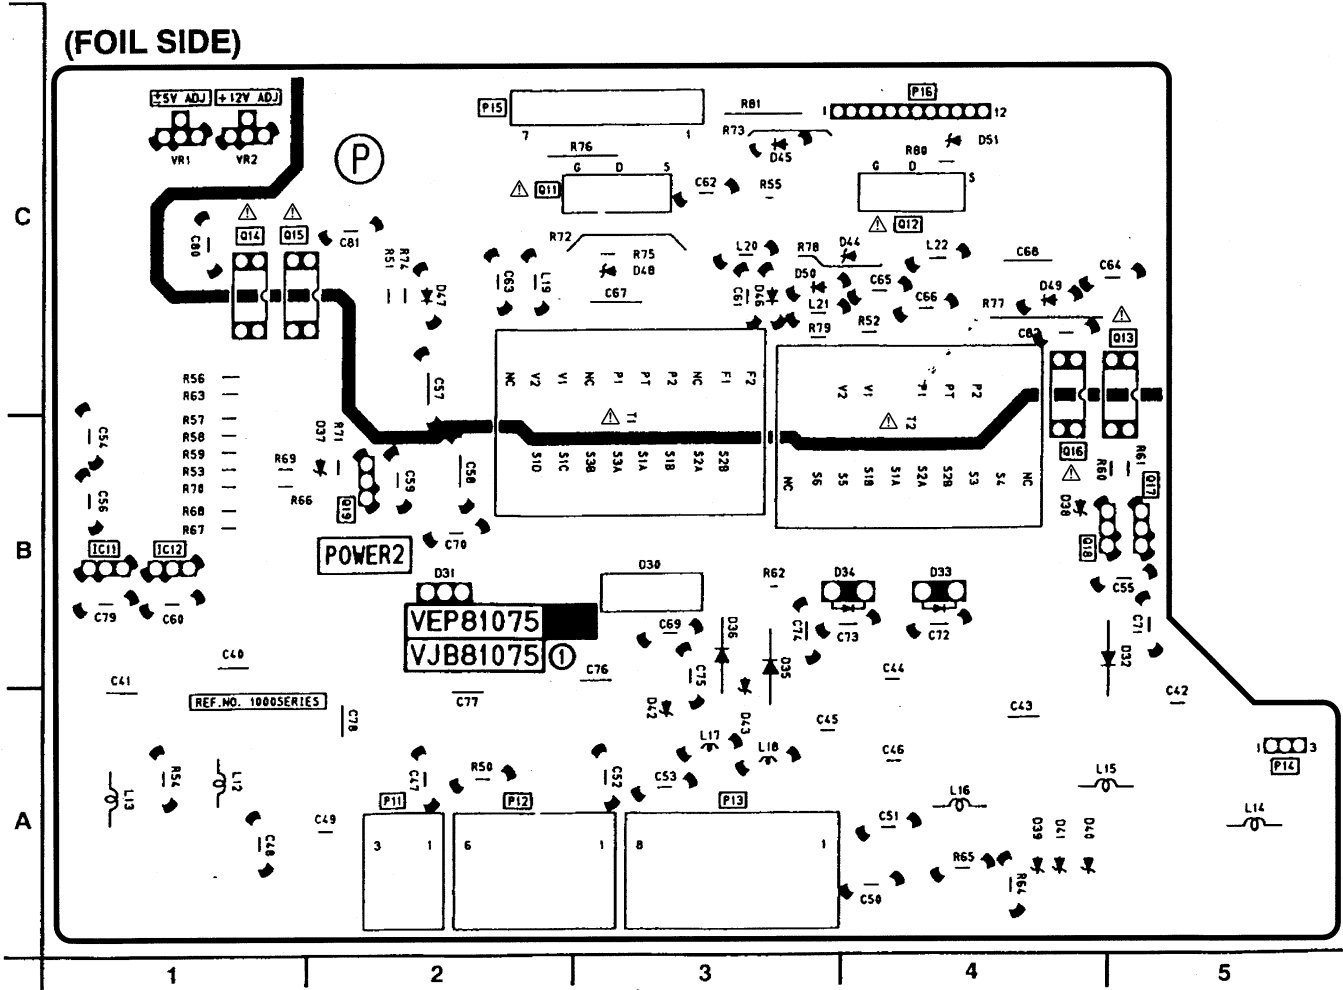 (FOIL SIDE)
±5V ADJ
+12V ADJ
VR1
VR2
P
P15
7
1
R81
R73
D45
P16
1
12
D51
R80
R76
G D S
Q11
C62
R55
G D S
Q12
C
C80
Q14
Q15
C81
R51
R74
D47
R72
R75
D48
C63
L19
C67
L20
C61
D46
R78
D44
D50
L21
R79
C65
R52
L22
C66
C68
R77
D49
C64
C82
Q13
R56
R63
R57
R58
R59
R53
R70
R68
R67
C54
C56
C57
NC V2 V1 NC P1 PT P2 NC F1 F2
T1
S1D S1C S3B S3A S1A S1B S2A S2B
V2 V1 P1 PT P2
T2
NC S6 S5 S1B S1A S2A S2B S3 S4 NC
D37
R71
R69
R66
Q19
C59
C58
C70
Q16
R60
R61
Q17
D38
Q18
C55
C71
B
IC11
IC12
C79
C60
POWER2
D31
VEP81075
VJB81075
1
D30
C69
R62
D34
D33
C73
C72
C74
D36
D35
C75
C76
D32
C40
C41
REF.NO. 1000SERIES
C78
C77
D42
D43
C44
C45
C43
C42
C46
L17
L18
1
3
P14
L13
R54
L12
C47
R50
C52
C53
L16
L15
L14
A
C48
C49
P11
3
1
P12
6
1
P13
8
1
C51
C50
R65
R64
D39
D41
D40
1
2
3
4
5